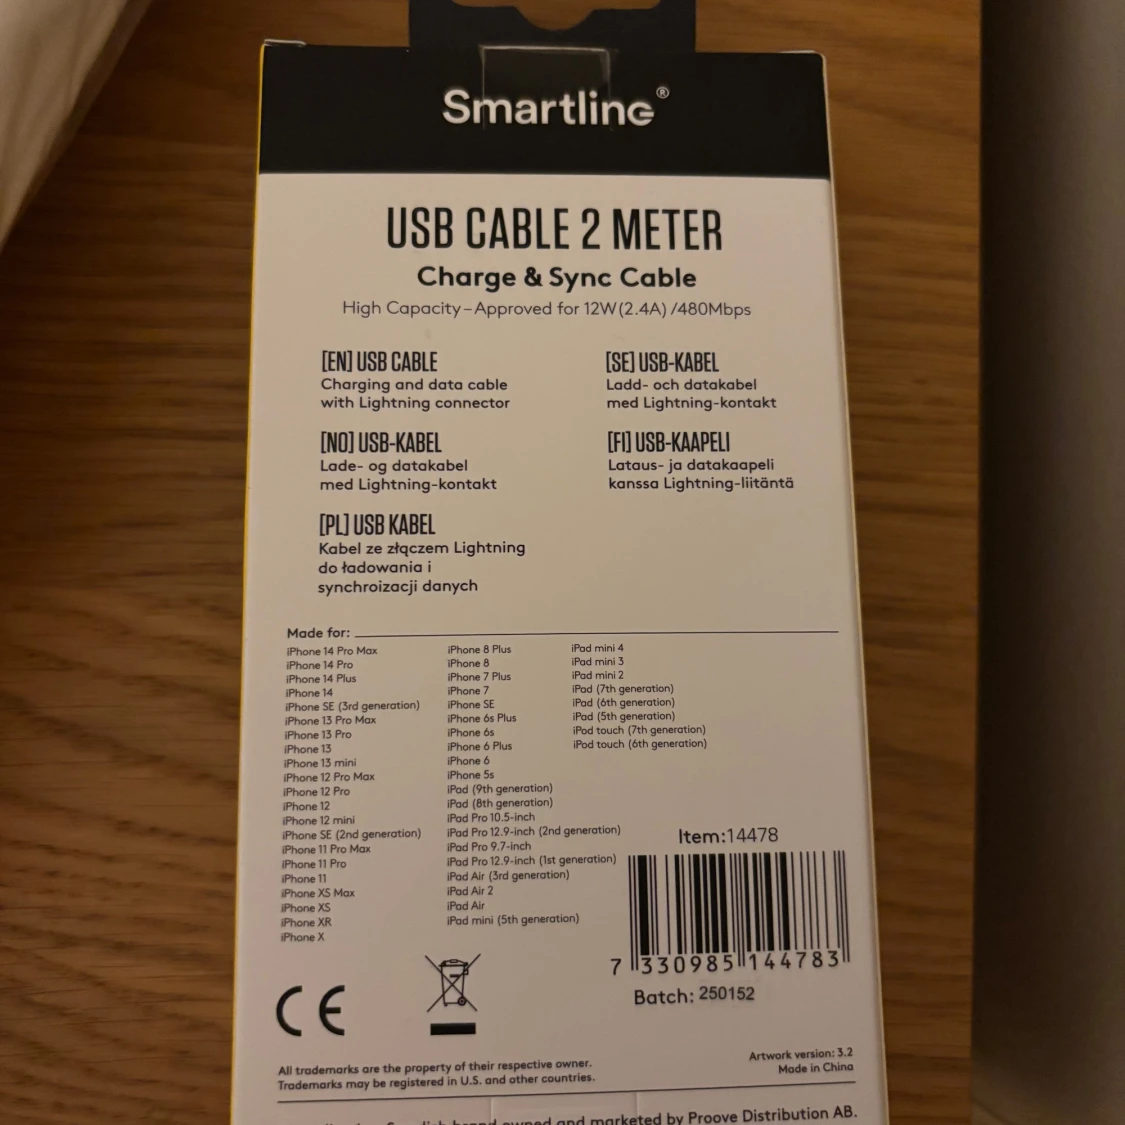 Smartline®
USB CABLE 2 METER
Charge & Sync Cable
High Capacity – Approved for 12W (2.4A) /480Mbps
[EN] USB CABLE
Charging and data cable
with Lightning connector
[SE] USB-KABEL
Ladd- och datakabel
med Lightning-kontakt
[NO] USB-KABEL
Lade- og datakabel
med Lightning-kontakt
[FI] USB-KAAPELI
Lataus- ja datakaapeli
kanssa Lightning-liitäntä
[PL] USB KABEL
Kabel ze złączem Lightning
do ładowania i
synchroizacji danych
Made for:
iPhone 14 Pro Max
iPhone 14 Pro
iPhone 14 Plus
iPhone 14
iPhone SE (3rd generation)
iPhone 13 Pro Max
iPhone 13 Pro
iPhone 13
iPhone 13 mini
iPhone 12 Pro Max
iPhone 12 Pro
iPhone 12
iPhone 12 mini
iPhone SE (2nd generation)
iPhone 11 Pro Max
iPhone 11 Pro
iPhone 11
iPhone XS Max
iPhone XS
iPhone XR
iPhone X
iPhone 8 Plus
iPhone 8
iPhone 7 Plus
iPhone 7
iPhone SE
iPhone 6s Plus
iPhone 6s
iPhone 6 Plus
iPhone 6
iPhone 5s
iPad (9th generation)
iPad (8th generation)
iPad Pro 10.5-inch
iPad Pro 12.9-inch (2nd generation)
iPad Pro 9.7-inch
iPad Pro 12.9-inch (1st generation)
iPad Air (3rd generation)
iPad Air 2
iPad Air
iPad mini (5th generation)
iPad mini 4
iPad mini 3
iPad mini 2
iPad (7th generation)
iPad (6th generation)
iPad (5th generation)
iPod touch (7th generation)
iPod touch (6th generation)
Item:14478
7 330985 144783
Batch: 250152
CE
All trademarks are the property of their respective owner.
Trademarks may be registered in U.S. and other countries.
Artwork version: 3.2
Made in China
Swedish brand owned and marketed by Proove Distribution AB.